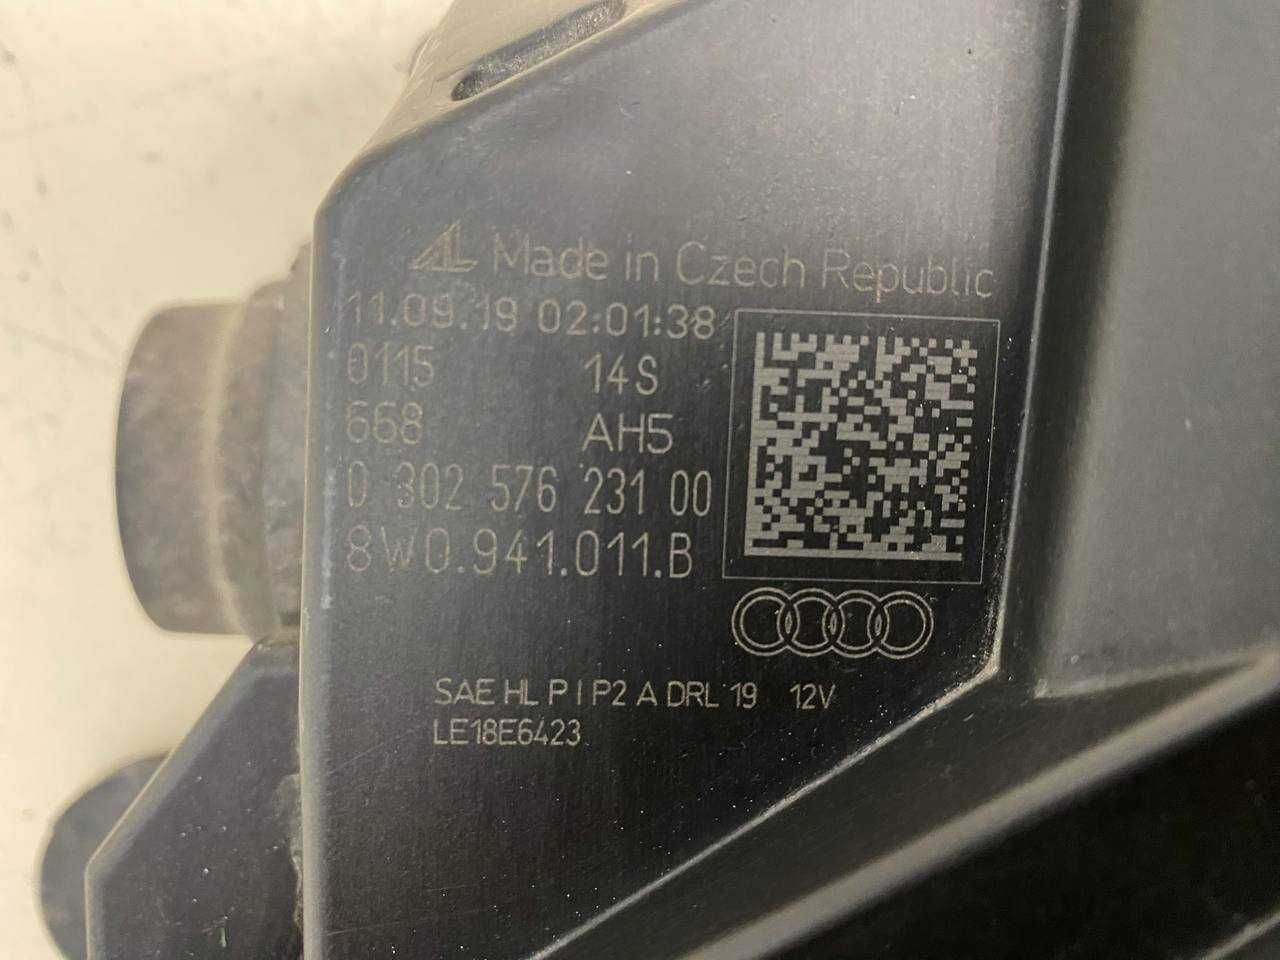 AL Made in Czech Republic
11.09.19 02:01:38
0115 14S
668 AH5
0 302 576 231 00
8W0.941.011.B
SAE HL P I P2 A DRL 19 12V
LE18E6423